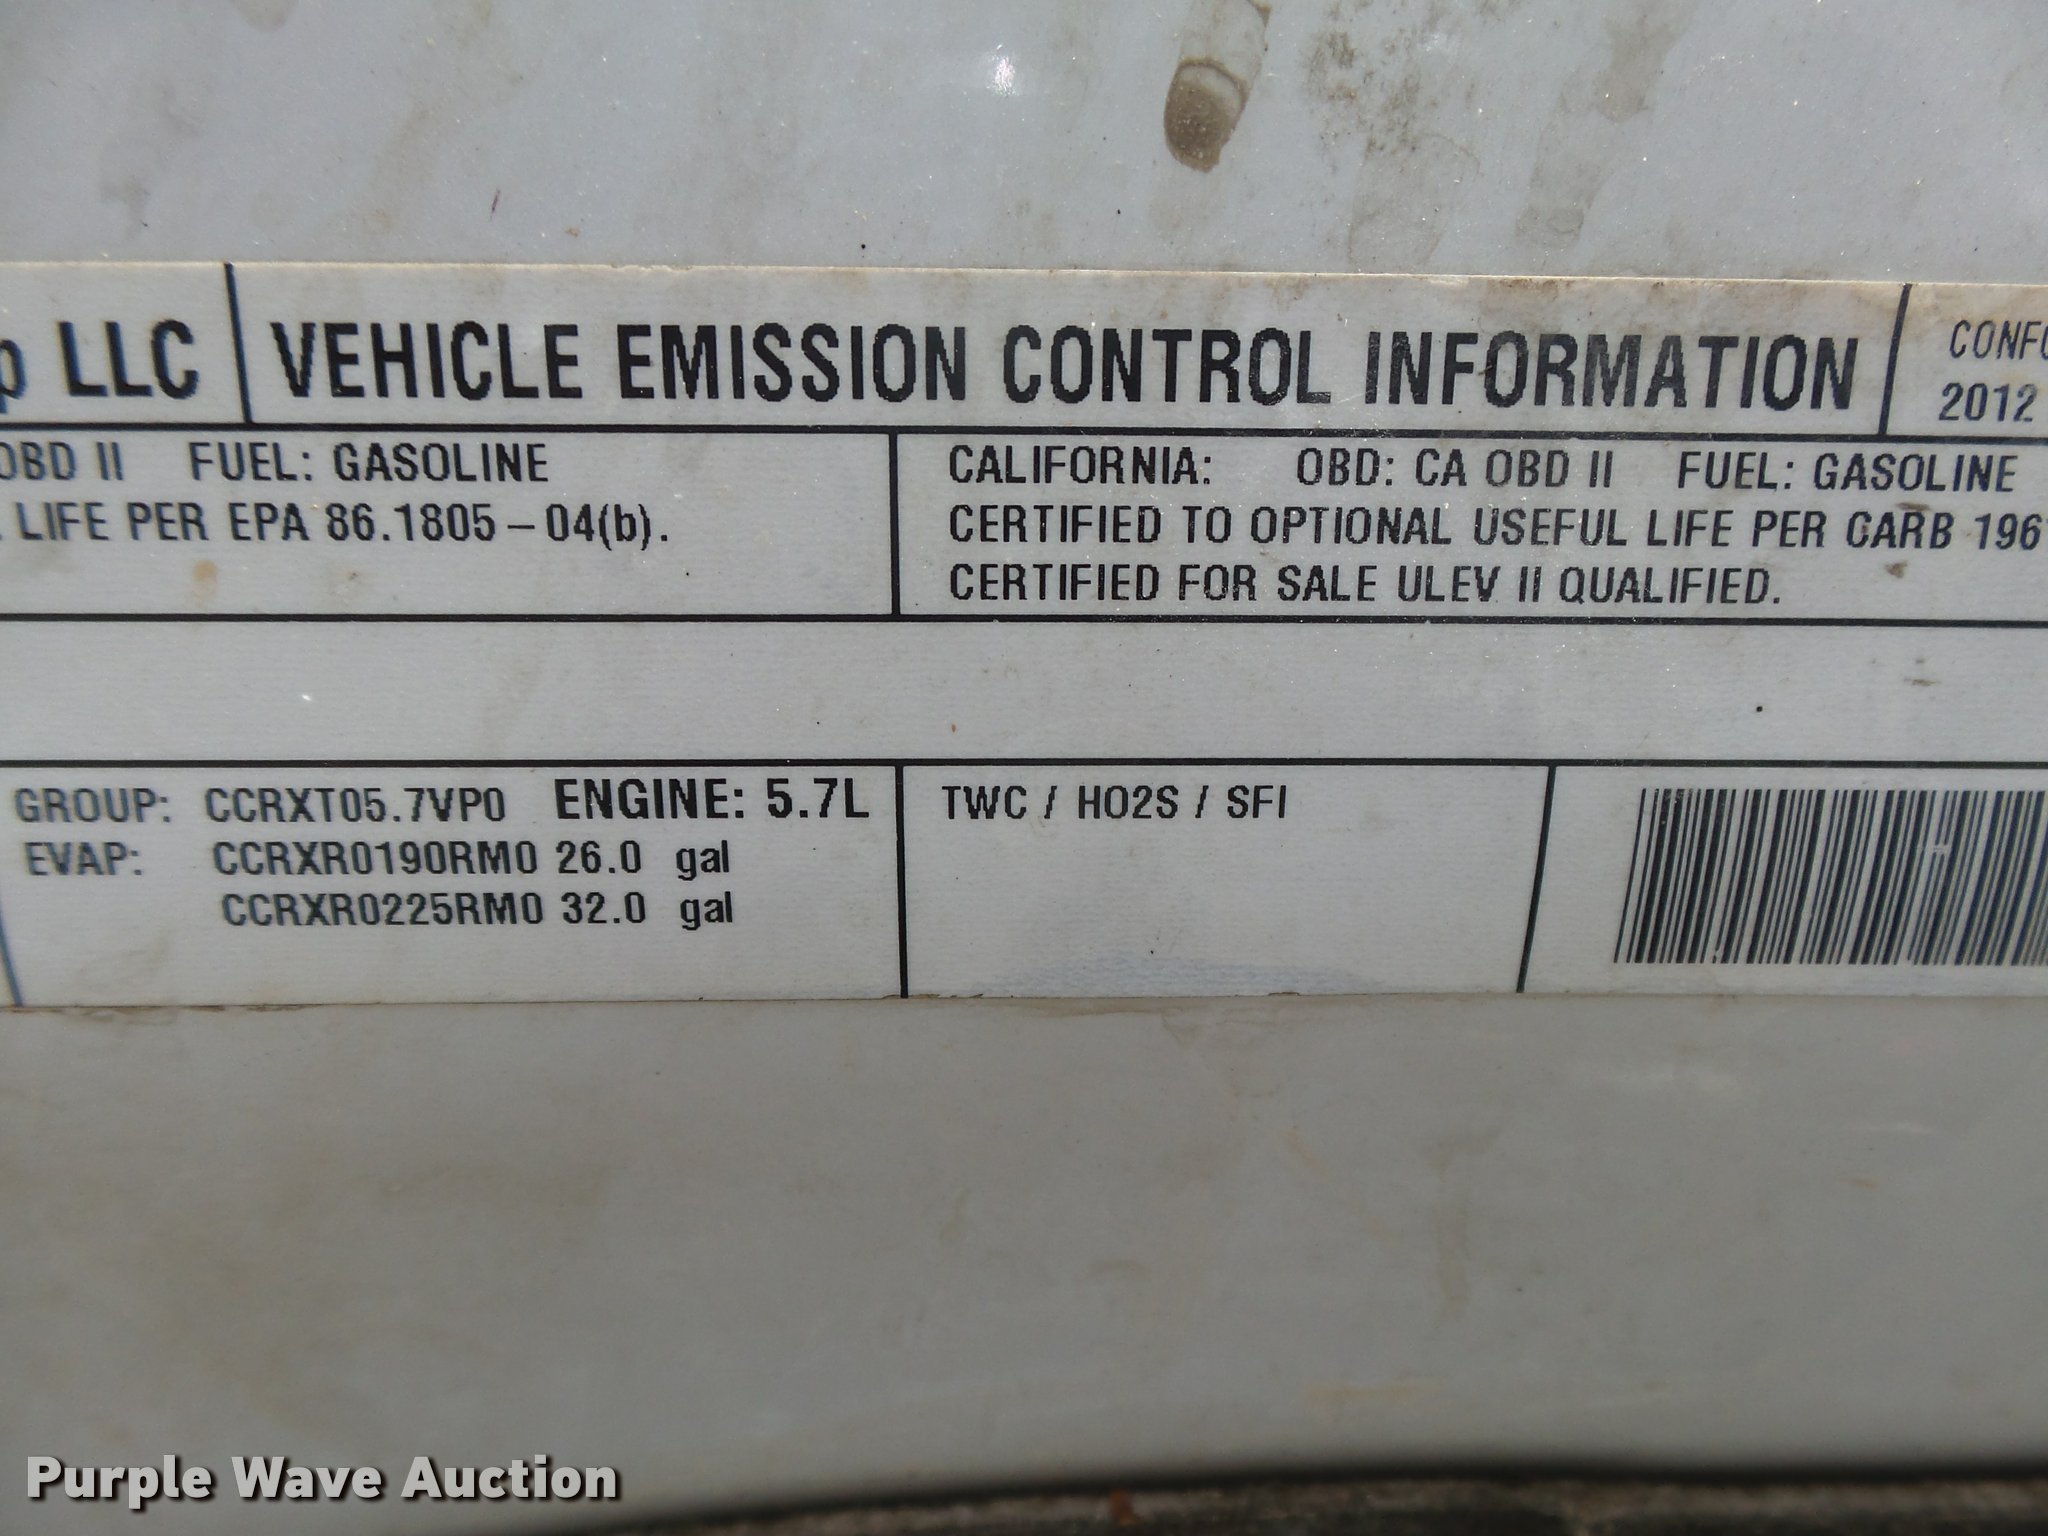 p LLC VEHICLE EMISSION CONTROL INFORMATION
2012
OBD II FUEL: GASOLINE
LIFE PER EPA 86.1805-04(b).
CALIFORNIA: OBD: CA OBD II FUEL: GASOLINE
CERTIFIED TO OPTIONAL USEFUL LIFE PER CARB 196
CERTIFIED FOR SALE ULEV II QUALIFIED.
GROUP: CCRXT05.7VP0 ENGINE: 5.7L
EVAP: CCRXR0190RM0 26.0 gal
CCRXR0225RM0 32.0 gal
TWC / HO2S / SFI
Purple Wave Auction